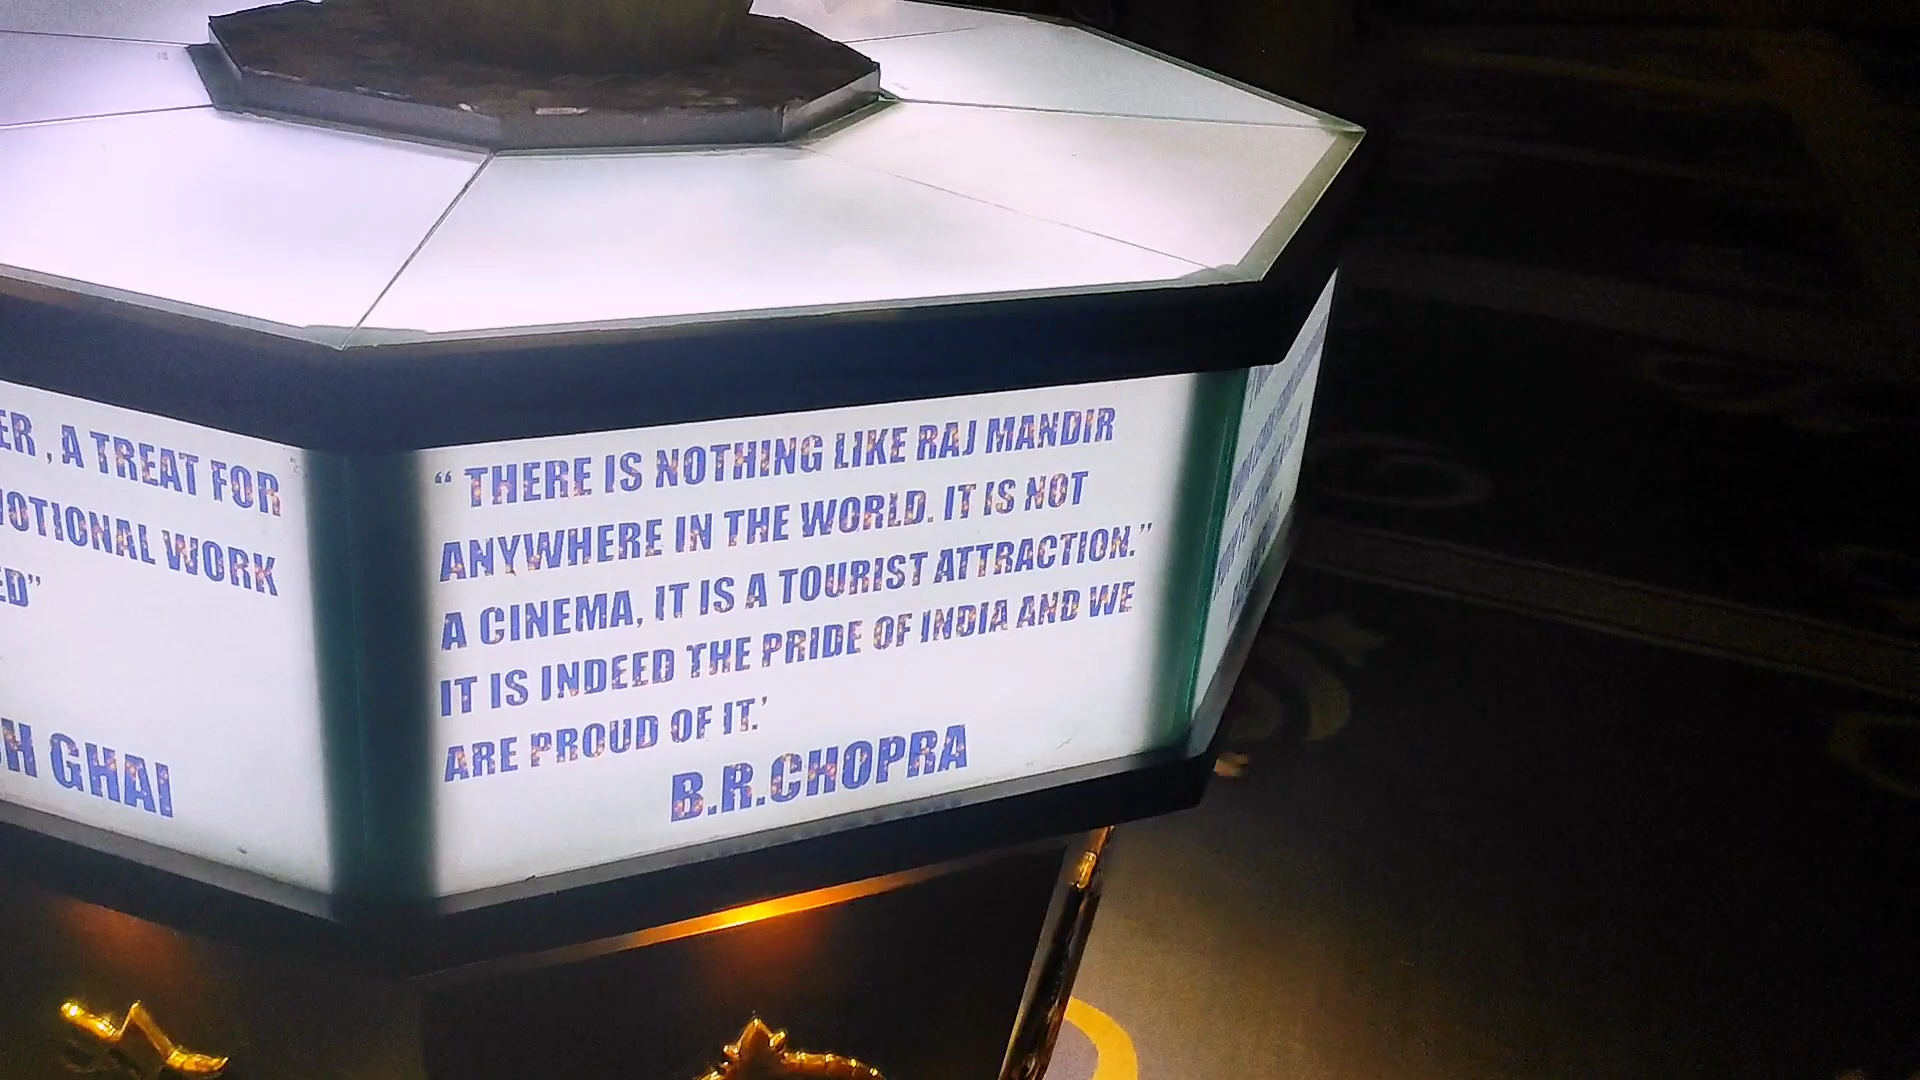 ER , A TREAT FOR
OTIONAL WORK
ED”
H GHAI
“ THERE IS NOTHING LIKE RAJ MANDIR
ANYWHERE IN THE WORLD. IT IS NOT
A CINEMA, IT IS A TOURIST ATTRACTION.”
IT IS INDEED THE PRIDE OF INDIA AND WE
ARE PROUD OF IT.’
B.R.CHOPRA